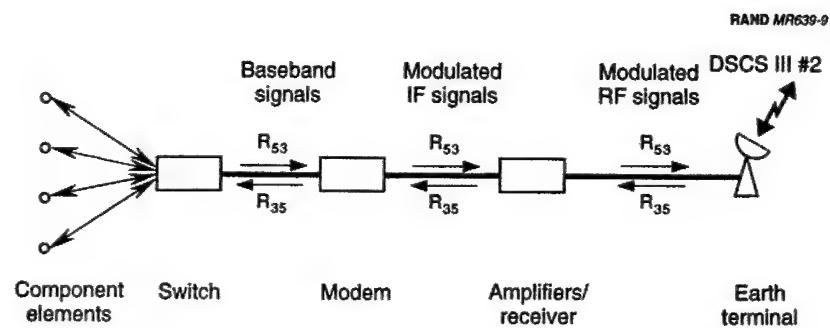 RAND MR639-9
DSCS III #2
Baseband
signals
Modulated
IF signals
Modulated
RF signals
R53
R53
R53
R35
R35
R35
Component
elements
Switch
Modem
Amplifiers/
receiver
Earth
terminal